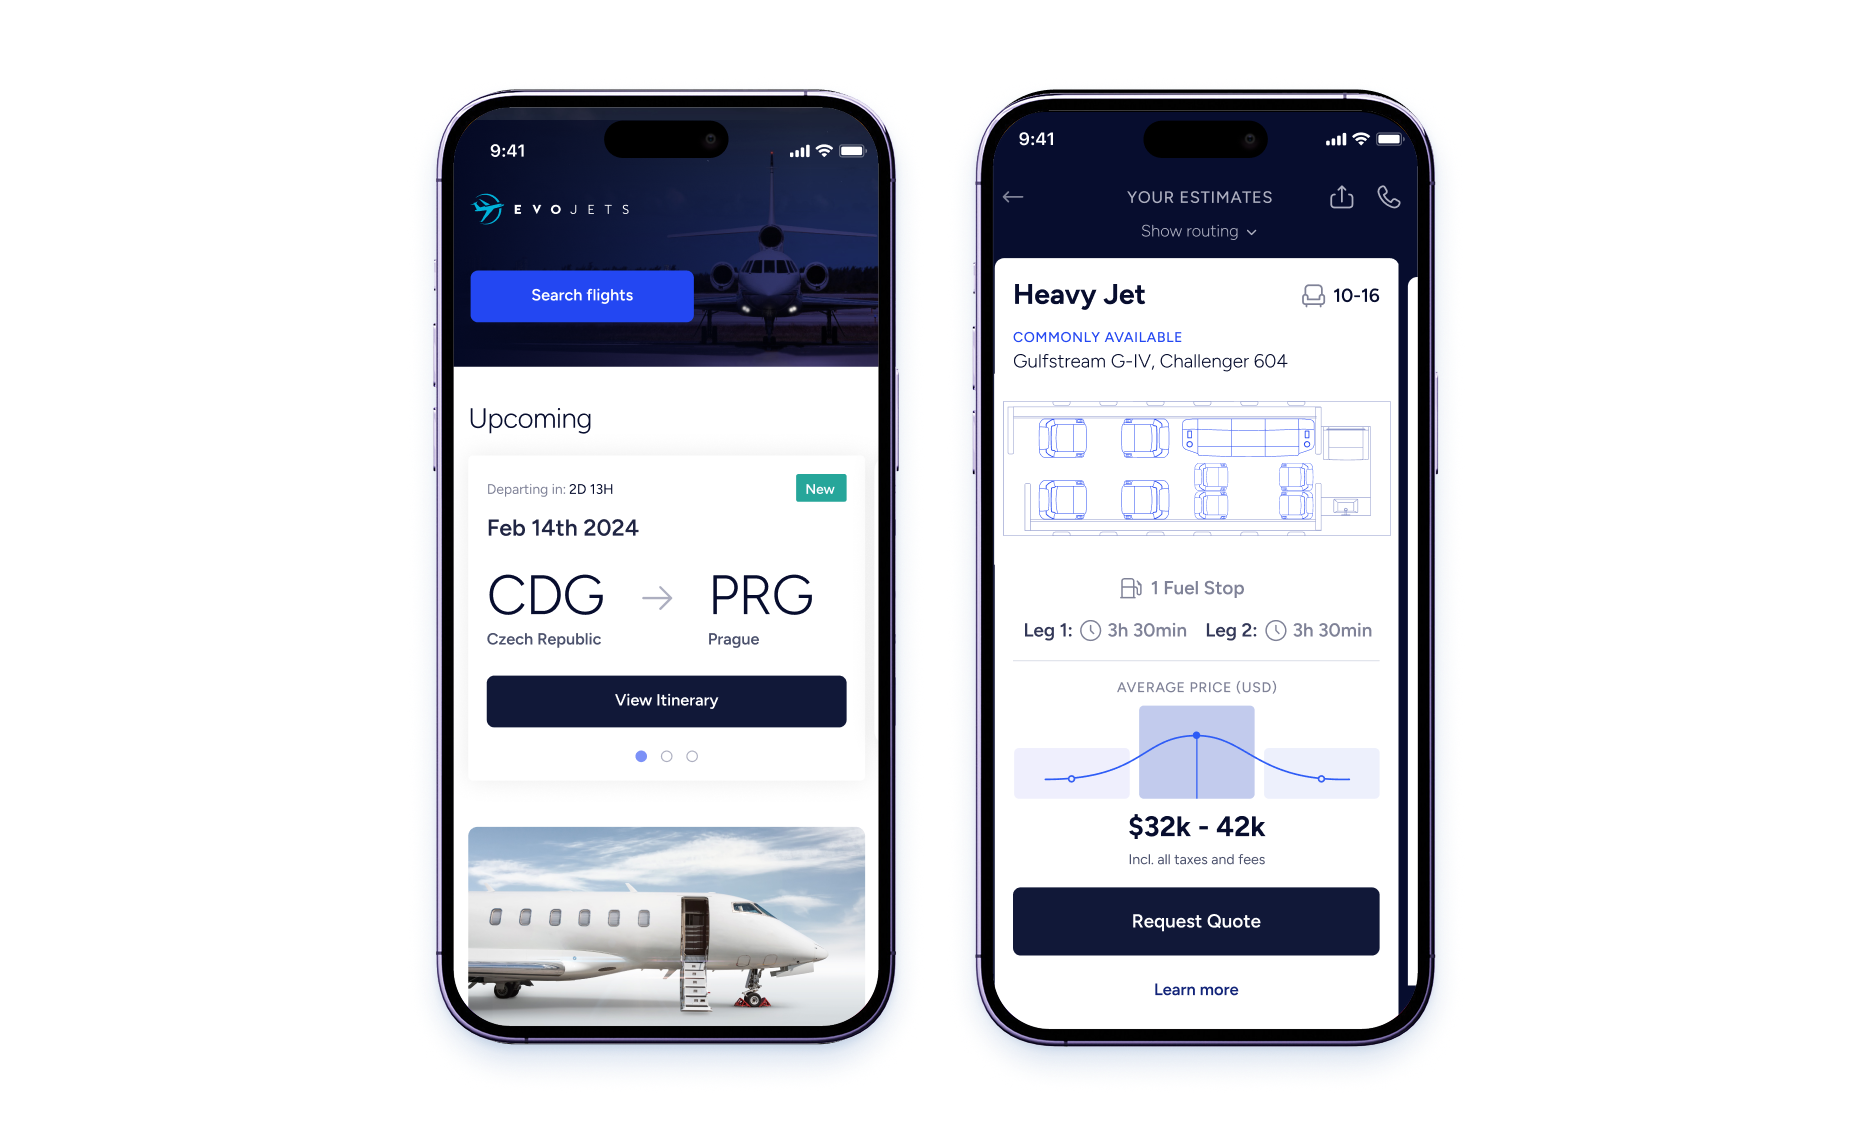 9:41
EVOJETS
Search flights
Upcoming
Departing in: 2D 13H
New
Feb 14th 2024
CDG → PRG
Czech Republic
Prague
View Itinerary
9:41
YOUR ESTIMATES
Show routing
Heavy Jet
10-16
COMMONLY AVAILABLE
Gulfstream G-IV, Challenger 604
1 Fuel Stop
Leg 1: 3h 30min Leg 2: 3h 30min
AVERAGE PRICE (USD)
$32k - 42k
Incl. all taxes and fees
Request Quote
Learn more